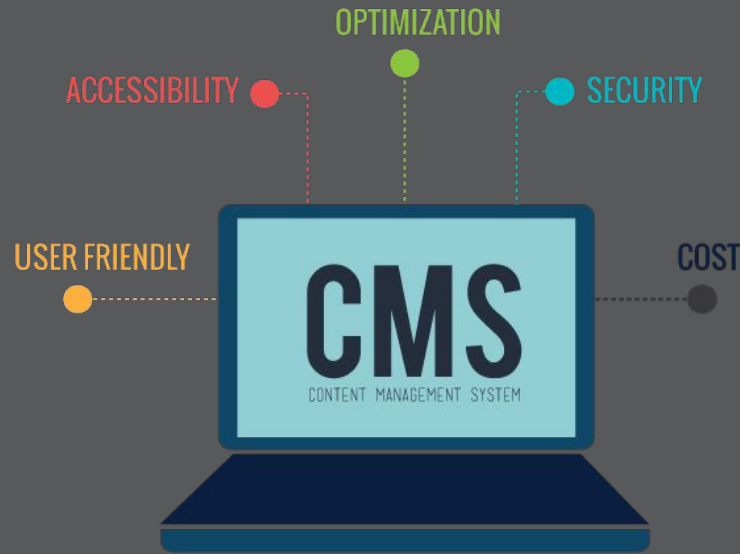 OPTIMIZATION
ACCESSIBILITY
SECURITY
USER FRIENDLY
COST
CMS
CONTENT MANAGEMENT SYSTEM